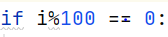 if i%100 == 0: